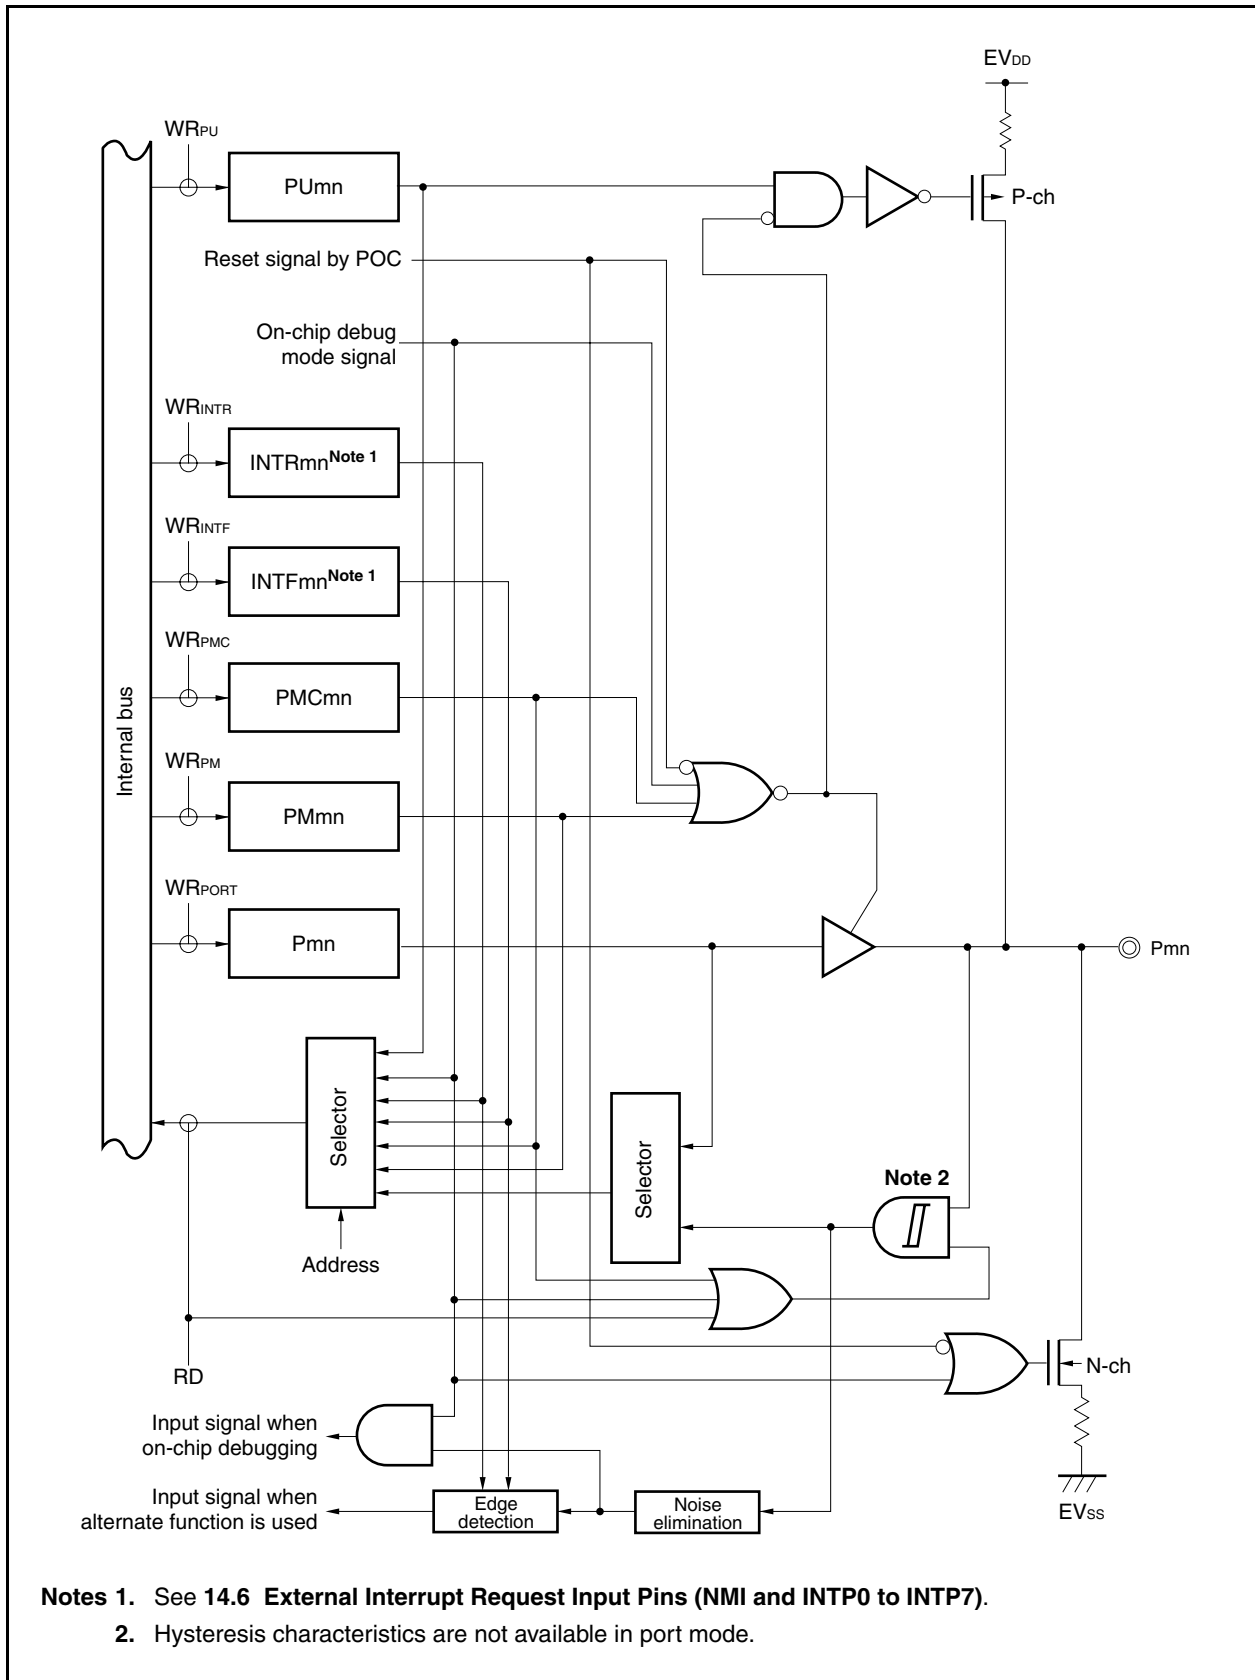 EVDD
WRPU
PUmn
P-ch
Reset signal by POC
On-chip debug
mode signal
WRINTR
INTRmnNote 1
WRINTF
INTFmnNote 1
WRPMC
PMCmn
Internal bus
WRPM
PMmn
WRPORT
Pmn
Pmn
Selector
Selector
Note 2
Address
RD
N-ch
Input signal when
on-chip debugging
Input signal when
alternate function is used
Edge
detection
Noise
elimination
EVSS
Notes 1. See 14.6 External Interrupt Request Input Pins (NMI and INTP0 to INTP7).
2. Hysteresis characteristics are not available in port mode.